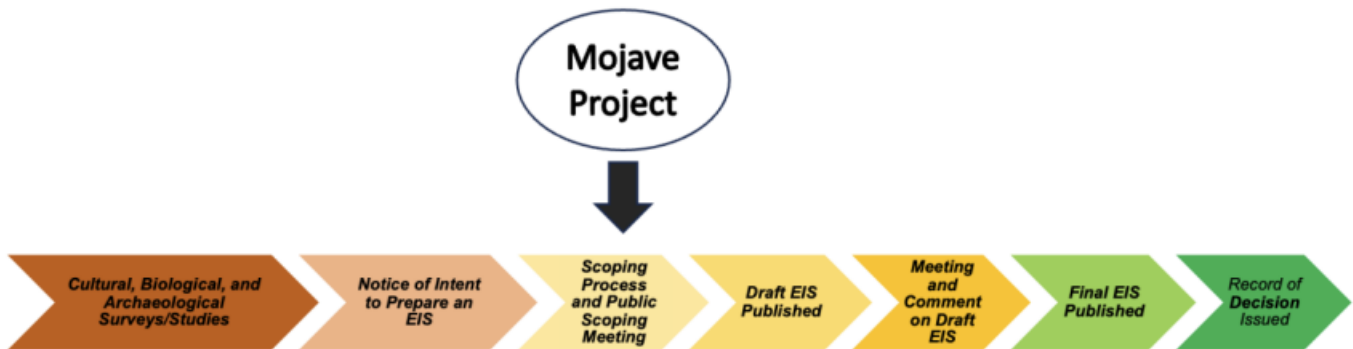 Mojave
Project
Cultural, Biological, and
Archaeological
Surveys/Studies
Notice of Intent
to Prepare an
EIS
Scoping
Process
and Public
Scoping
Meeting
Draft EIS
Published
Meeting
and
Comment
on Draft
EIS
Final EIS
Published
Record of
Decision
Issued